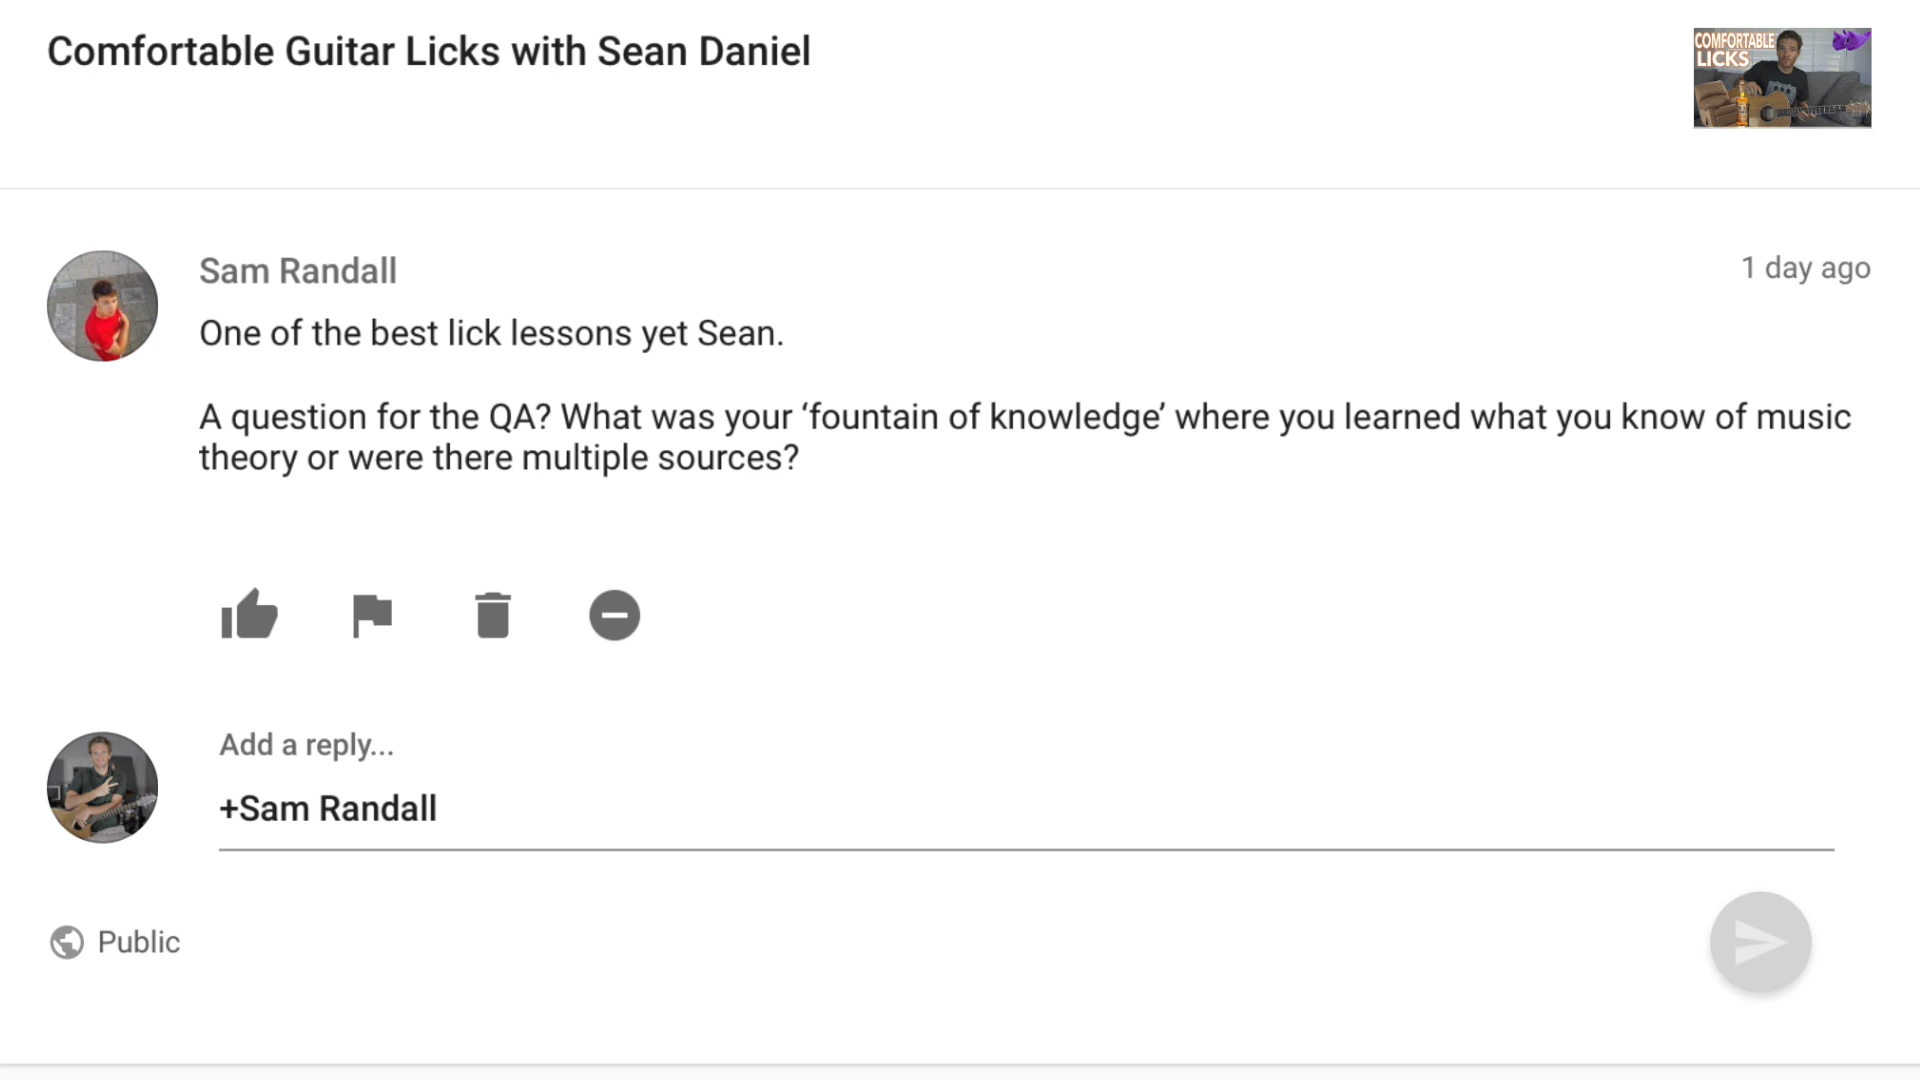 Comfortable Guitar Licks with Sean Daniel
COMFORTABLE
LICKS
Sam Randall
1 day ago
One of the best lick lessons yet Sean.
A question for the QA? What was your ‘fountain of knowledge’ where you learned what you know of music
theory or were there multiple sources?
Add a reply...
+Sam Randall
Public